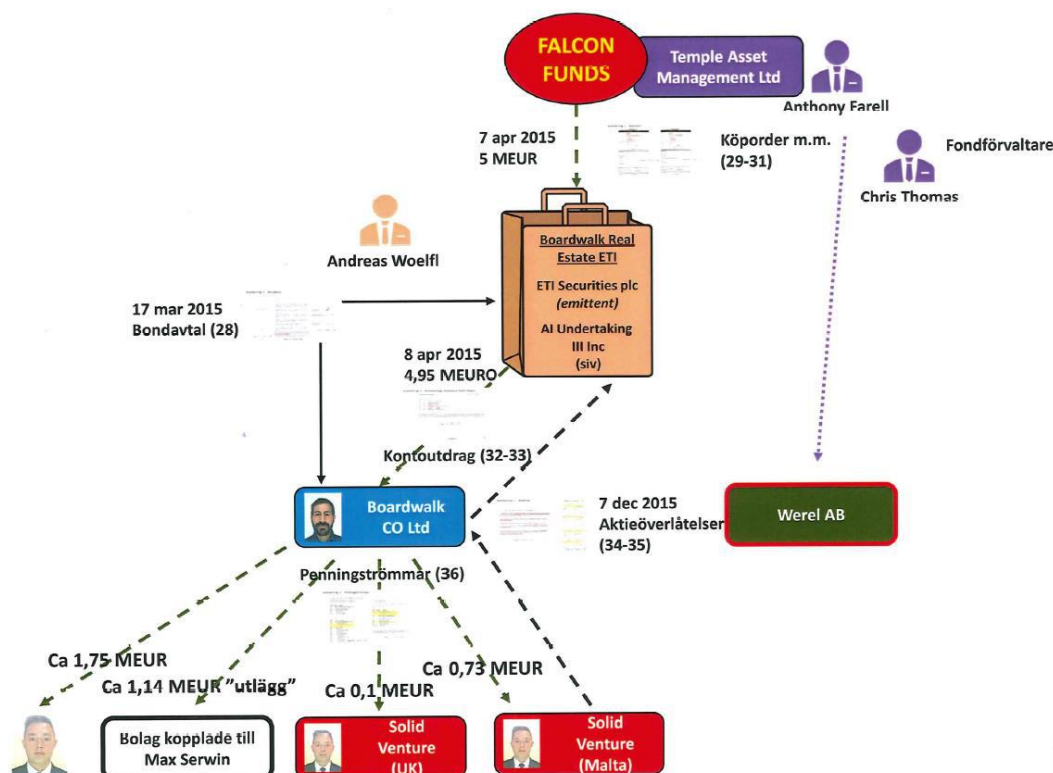 FALCON
FUNDS
Temple Asset
Management Ltd
Anthony Farell
7 apr 2015
5 MEUR
Köporder m.m.
(29-31)
Fondförvaltare
Chris Thomas
Andreas Woelfl
Boardwalk Real
Estate ETI
ETI Securities plc
(emittent)
AI Undertaking
III Inc
(siv)
17 mar 2015
Bondavtal (28)
8 apr 2015
4,95 MEURO
Kontoutdrag (32-33)
Boardwalk
CO Ltd
7 dec 2015
Aktieöverlåtelser
(34-35)
Werel AB
Penningströmmar (36)
Ca 1,75 MEUR
Ca 1,14 MEUR "utlägg"
Ca 0,1 MEUR
Ca 0,73 MEUR
Bolag kopplade till
Max Serwin
Solid
Venture
(UK)
Solid
Venture
(Malta)